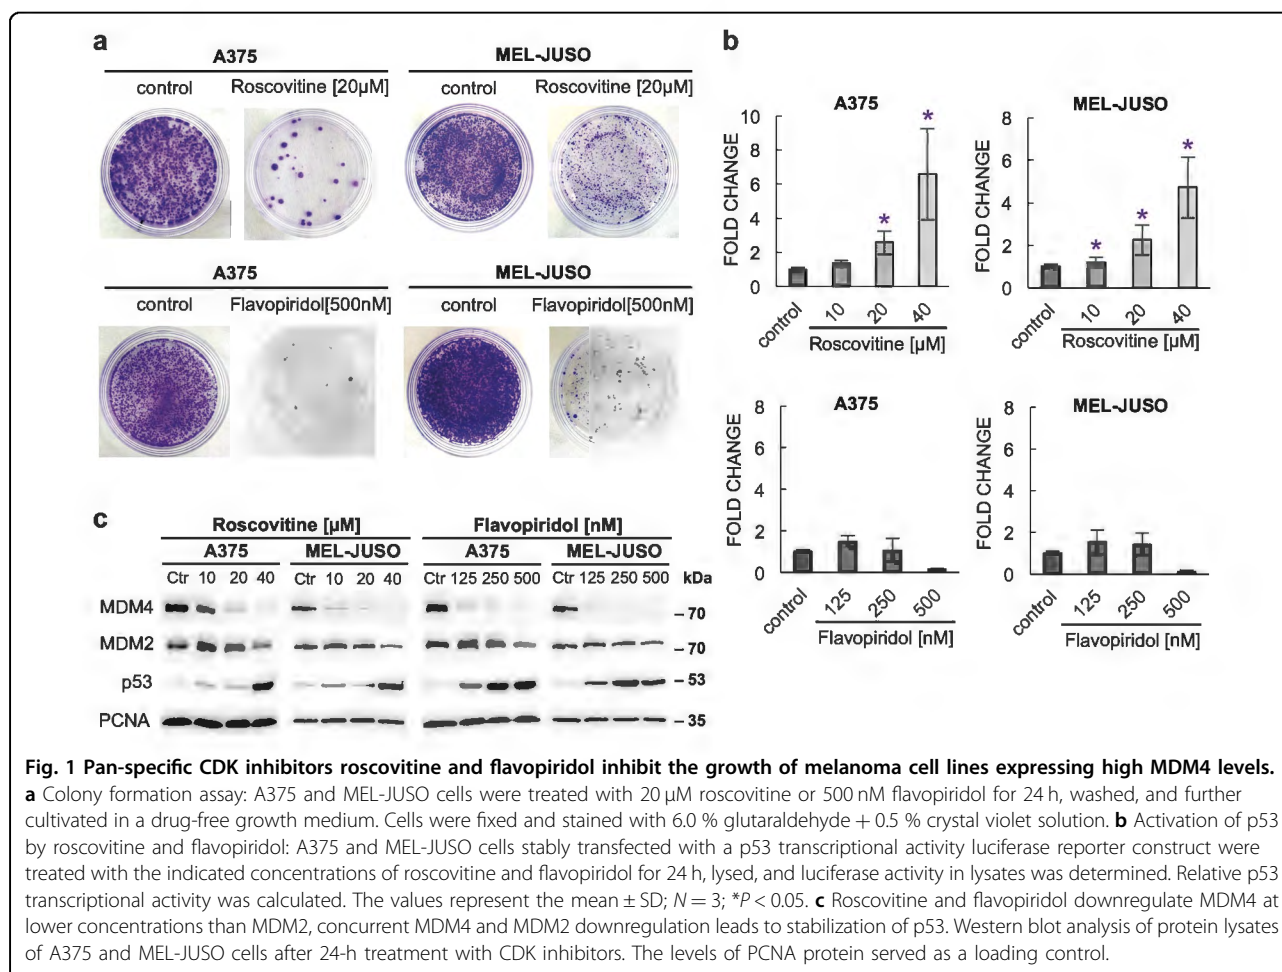 a
A375
MEL-JUSO
control
Roscovitine [20µM]
control
Roscovitine [20µM]
A375
MEL-JUSO
control
Flavopiridol[500nM]
control
Flavopiridol[500nM]
b
A375
FOLD CHANGE
10
8
6
4
2
0
*
*
control
10
20
40
Roscovitine [µM]
MEL-JUSO
FOLD CHANGE
8
6
4
2
0
*
*
*
control
10
20
40
Roscovitine [µM]
A375
FOLD CHANGE
8
6
4
2
0
control
125
250
500
Flavopiridol [nM]
MEL-JUSO
FOLD CHANGE
8
6
4
2
0
control
125
250
500
Flavopiridol [nM]
c
Roscovitine [µM]
Flavopiridol [nM]
A375
MEL-JUSO
A375
MEL-JUSO
Ctr 10 20 40 Ctr 10 20 40 Ctr 125 250 500 Ctr 125 250 500 kDa
MDM4
– 70
MDM2
– 70
p53
– 53
PCNA
– 35
Fig. 1 Pan-specific CDK inhibitors roscovitine and flavopiridol inhibit the growth of melanoma cell lines expressing high MDM4 levels.
a Colony formation assay: A375 and MEL-JUSO cells were treated with 20 µM roscovitine or 500 nM flavopiridol for 24 h, washed, and further
cultivated in a drug-free growth medium. Cells were fixed and stained with 6.0 % glutaraldehyde + 0.5 % crystal violet solution. b Activation of p53
by roscovitine and flavopiridol: A375 and MEL-JUSO cells stably transfected with a p53 transcriptional activity luciferase reporter construct were
treated with the indicated concentrations of roscovitine and flavopiridol for 24 h, lysed, and luciferase activity in lysates was determined. Relative p53
transcriptional activity was calculated. The values represent the mean ± SD; N = 3; *P < 0.05. c Roscovitine and flavopiridol downregulate MDM4 at
lower concentrations than MDM2, concurrent MDM4 and MDM2 downregulation leads to stabilization of p53. Western blot analysis of protein lysates
of A375 and MEL-JUSO cells after 24-h treatment with CDK inhibitors. The levels of PCNA protein served as a loading control.